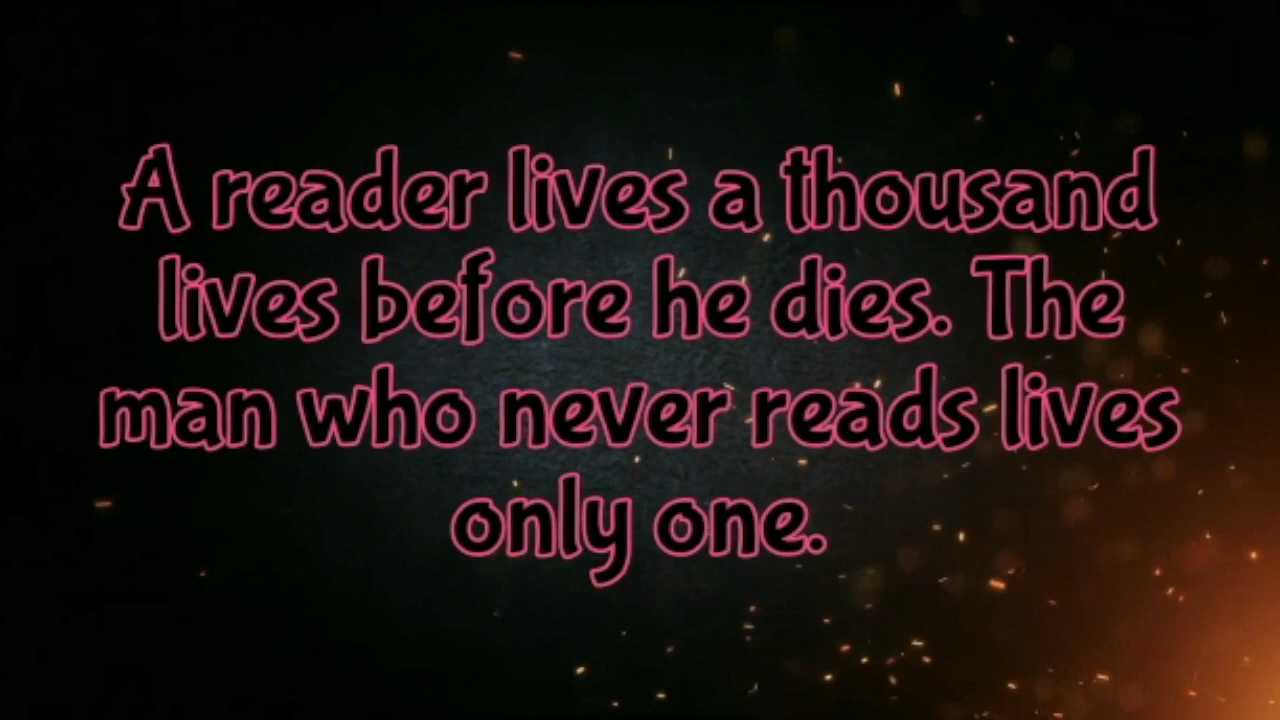 A reader lives a thousand
lives before he dies. The
man who never reads lives
only one.